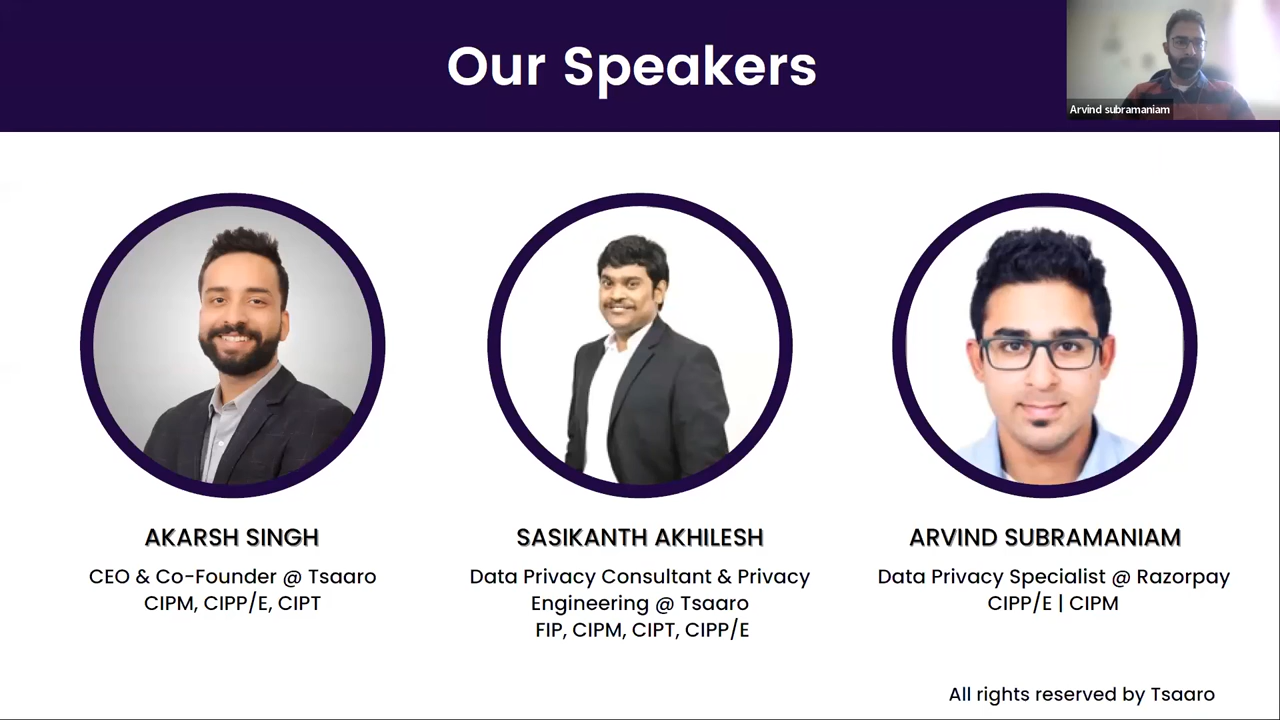 Our Speakers
Arvind subramaniam
AKARSH SINGH
CEO & Co-Founder @ Tsaaro
CIPM, CIPP/E, CIPT
SASIKANTH AKHILESH
Data Privacy Consultant & Privacy
Engineering @ Tsaaro
FIP, CIPM, CIPT, CIPP/E
ARVIND SUBRAMANIAM
Data Privacy Specialist @ Razorpay
CIPP/E | CIPM
All rights reserved by Tsaaro